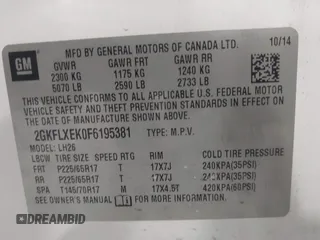 GM
MFD BY GENERAL MOTORS OF CANADA LTD. 10/14
GVWR GAWR FRT GAWR RR
2300 KG 1175 KG 1240 KG
5070 LB 2590 LB 2733 LB
THIS VEHICLE CONFORMS TO ALL APPLICABLE U.S. FEDERAL MOTOR
VEHICLE SAFETY, BUMPER, AND THEFT PREVENTION STANDARDS IN
EFFECT ON THE DATE OF MANUFACTURE SHOWN ABOVE.
2GKFLXEK0F6195381 TYPE: M.P.V.
MODEL: LH26
LBCW TIRE SIZE SPEED RTG RIM COLD TIRE PRESSURE
FRT P225/65R17 T 17X7J 240KPA(35PSI)
RR P225/65R17 T 17X7J 240KPA(35PSI)
SPA T145/70R17 M 17X4.5T 420KPA(60PSI)
SEE OWNER'S MANUAL FOR MORE INFORMATION.